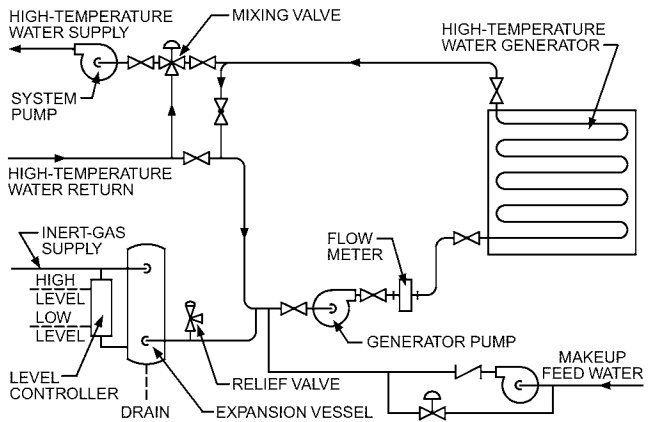 HIGH-TEMPERATURE
WATER SUPPLY
MIXING VALVE
HIGH-TEMPERATURE
WATER GENERATOR
SYSTEM
PUMP
HIGH-TEMPERATURE
WATER RETURN
INERT-GAS
SUPPLY
FLOW
METER
HIGH
LEVEL
LOW
LEVEL
GENERATOR PUMP
MAKEUP
FEED WATER
LEVEL
CONTROLLER
RELIEF VALVE
DRAIN
EXPANSION VESSEL